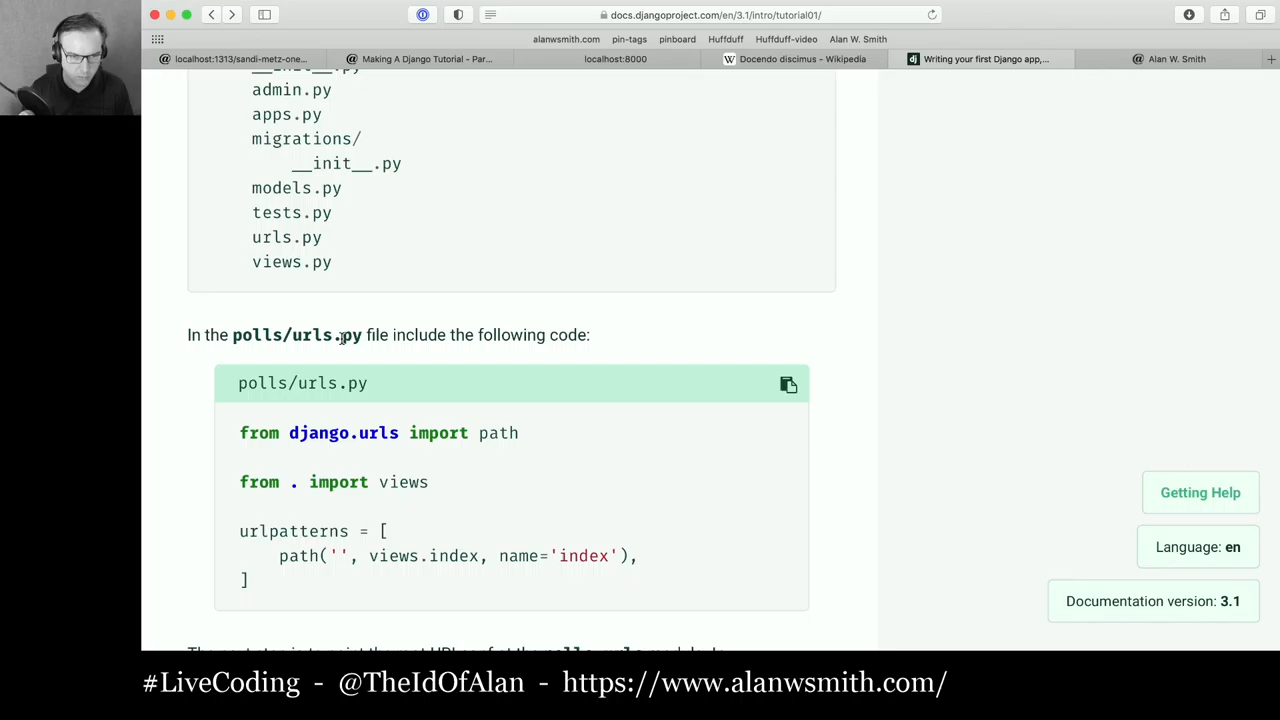 docs.djangoproject.com/en/3.1/intro/tutorial01/
alanwsmith.com pin-tags pinboard Huffduff Huffduff-video Alan W. Smith
localhost:1313/sandi-metz-one... Making A Django Tutorial - Par... localhost:8000 Docendo discimus - Wikipedia Writing your first Django app,... Alan W. Smith
__init__.py
admin.py
apps.py
migrations/
__init__.py
models.py
tests.py
urls.py
views.py
In the polls/urls.py file include the following code:
polls/urls.py
from django.urls import path
from . import views
urlpatterns = [
path('', views.index, name='index'),
]
Getting Help
Language: en
Documentation version: 3.1
#LiveCoding - @TheIdOfAlan - https://www.alanwsmith.com/